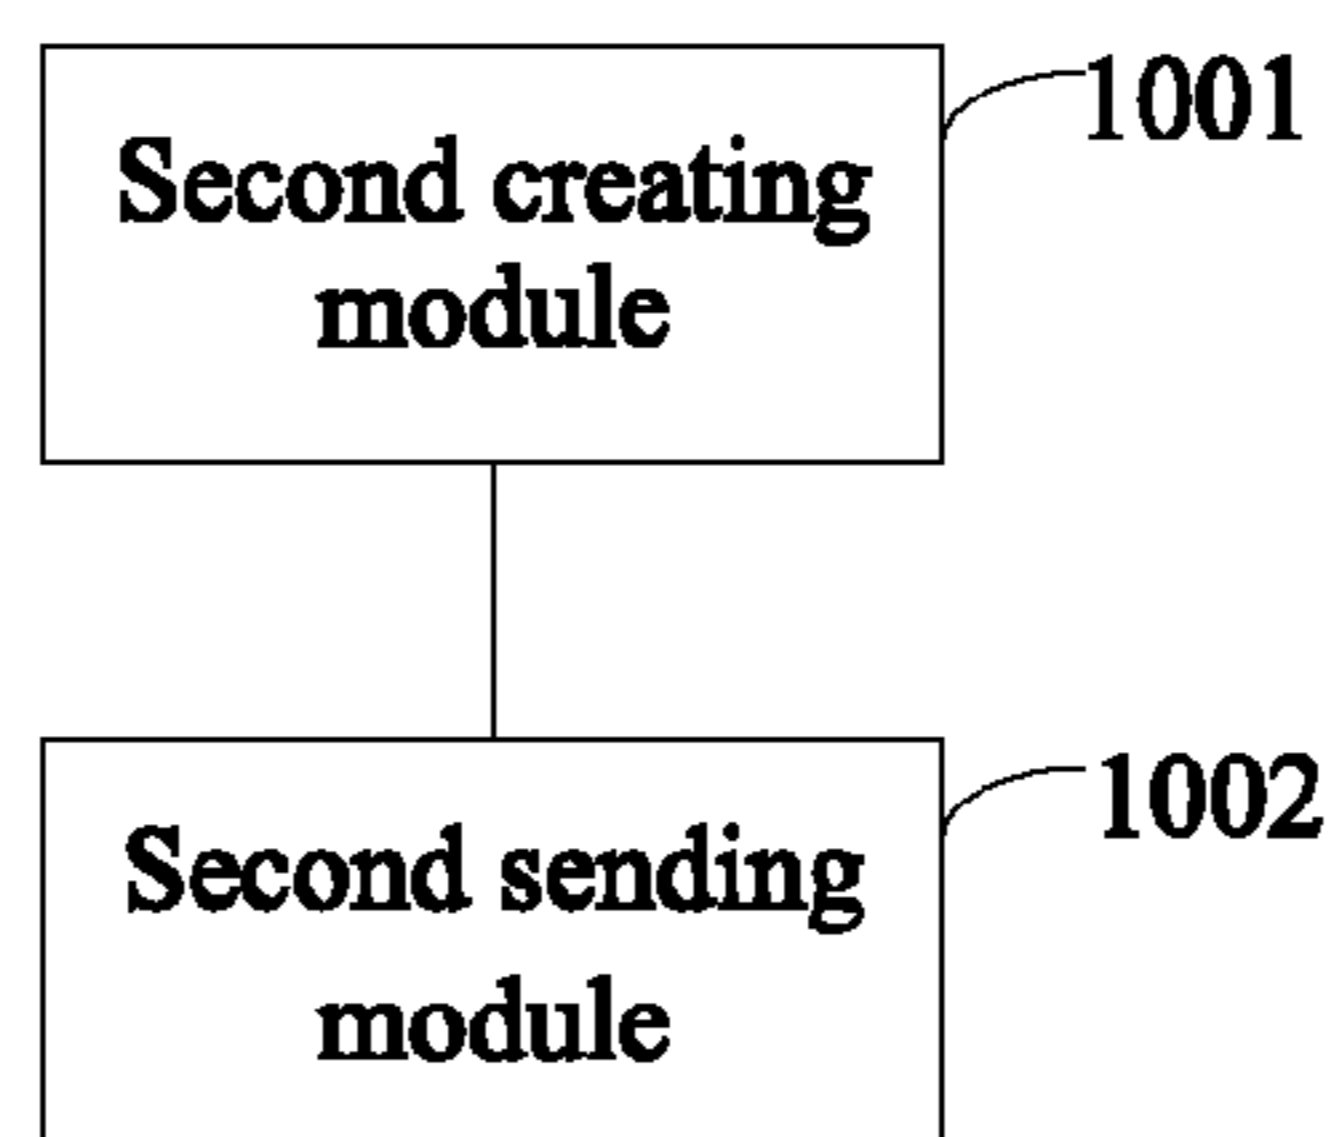 1001
Second creating
module
1002
Second sending
module